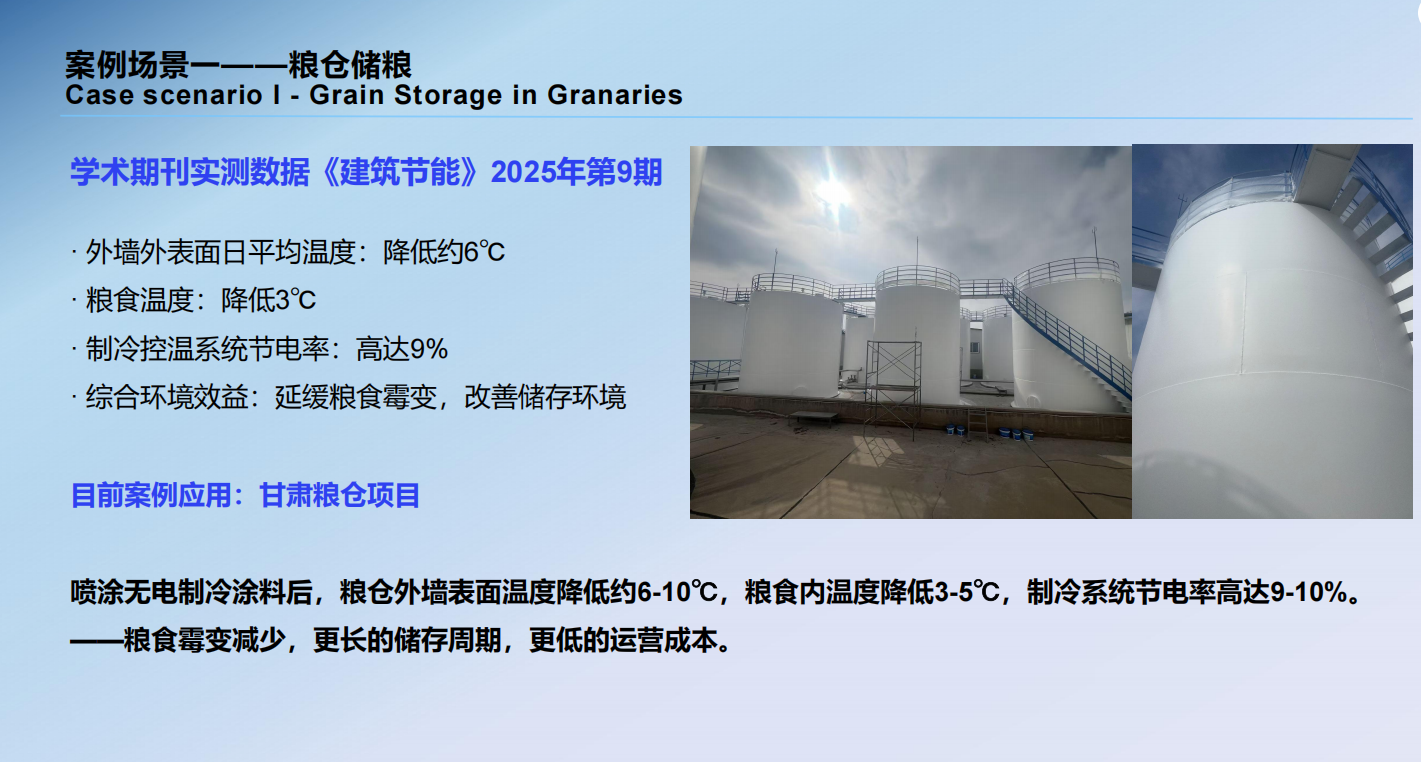 案例场景一——粮仓储粮
Case scenario I - Grain Storage in Granaries
学术期刊实测数据《建筑节能》2025年第9期
· 外墙外表面日平均温度：降低约6℃
· 粮食温度：降低3℃
· 制冷控温系统节电率：高达9%
· 综合环境效益：延缓粮食霉变，改善储存环境
目前案例应用：甘肃粮仓项目
喷涂无电制冷涂料后，粮仓外墙表面温度降低约6-10℃，粮食内温度降低3-5℃，制冷系统节电率高达9-10%。
——粮食霉变减少，更长的储存周期，更低的运营成本。